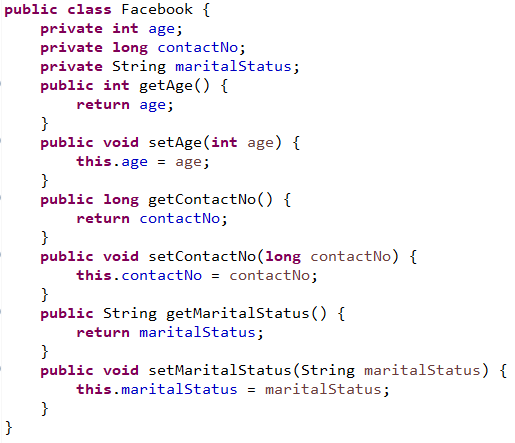 public class Facebook {
    private int age;
    private long contactNo;
    private String maritalStatus;
    public int getAge() {
        return age;
    }
    public void setAge(int age) {
        this.age = age;
    }
    public long getContactNo() {
        return contactNo;
    }
    public void setContactNo(long contactNo) {
        this.contactNo = contactNo;
    }
    public String getMaritalStatus() {
        return maritalStatus;
    }
    public void setMaritalStatus(String maritalStatus) {
        this.maritalStatus = maritalStatus;
    }
}